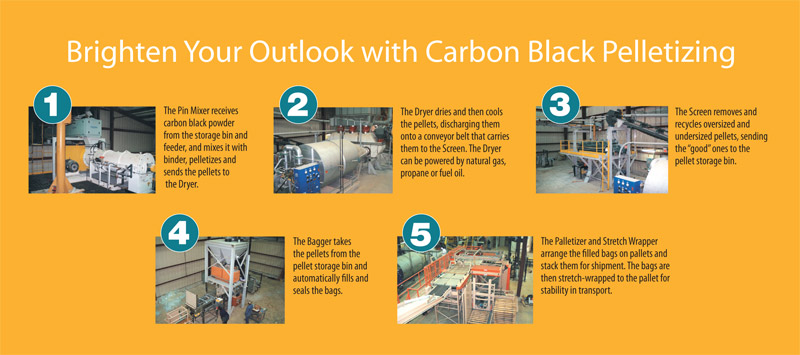 Brighten Your Outlook with Carbon Black Pelletizing
1
The Pin Mixer receives
carbon black powder
from the storage bin and
feeder, and mixes it with
binder, pelletizes and
sends the pellets to
the Dryer.
2
The Dryer dries and then cools
the pellets, discharging them
onto a conveyor belt that carries
them to the Screen. The Dryer
can be powered by natural gas,
propane or fuel oil.
3
The Screen removes and
recycles oversized and
undersized pellets, sending
the “good” ones to the
pellet storage bin.
4
The Bagger takes
the pellets from the
pellet storage bin and
automatically fills and
seals the bags.
5
The Palletizer and Stretch Wrapper
arrange the filled bags on pallets and
stack them for shipment. The bags are
then stretch-wrapped to the pallet for
stability in transport.